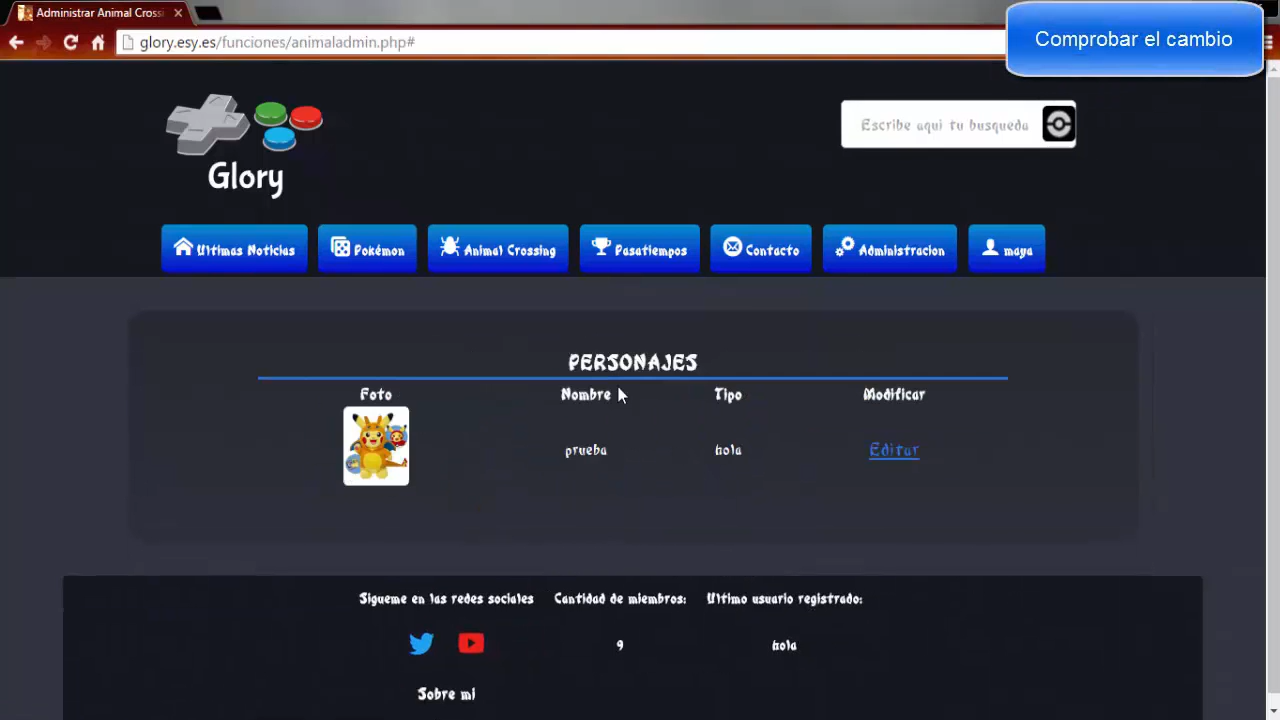 Administrar Animal Crossi
Comprobar el cambio
glory.esy.es/funciones/animaladmin.php#
Glory
Escribe aqui tu busqueda
Ultimas Noticias
Pokémon
Animal Crossing
Pasatiempos
Contacto
Administracion
maya
PERSONAJES
Foto Nombre Tipo Modificar
prueba hola Editar
Sigueme en las redes sociales Cantidad de miembros: Ultimo usuario registrado:
9 hola
Sobre mi